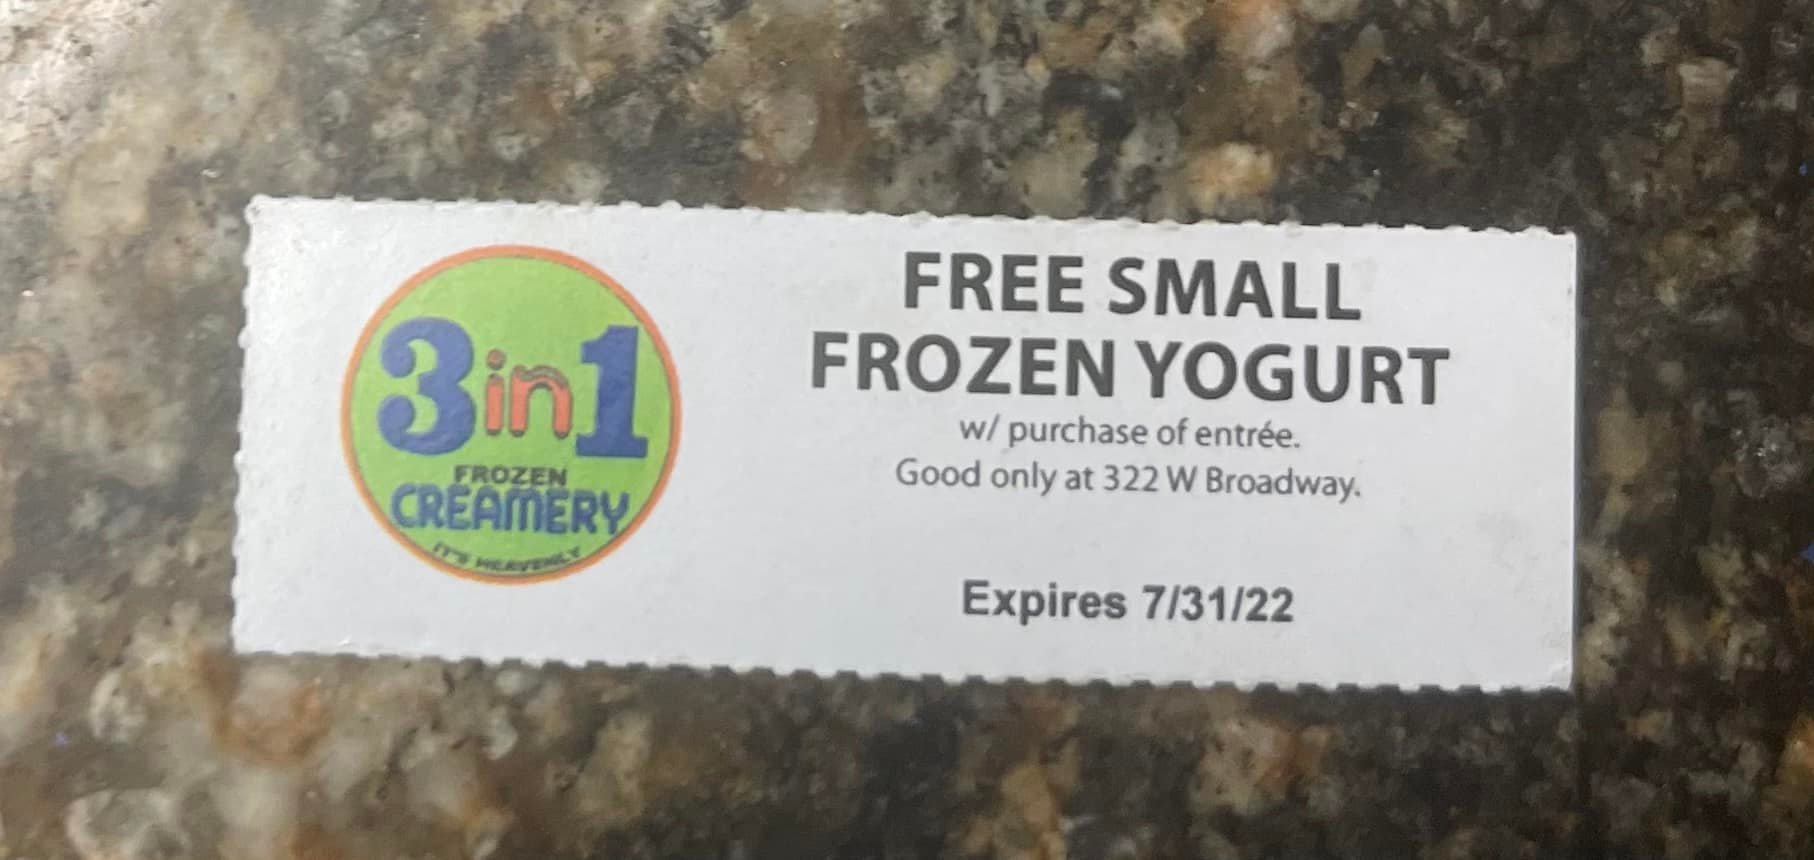 3in1
FROZEN
CREAMERY
IT'S HEAVENLY
FREE SMALL
FROZEN YOGURT
w/ purchase of entrée.
Good only at 322 W Broadway.
Expires 7/31/22